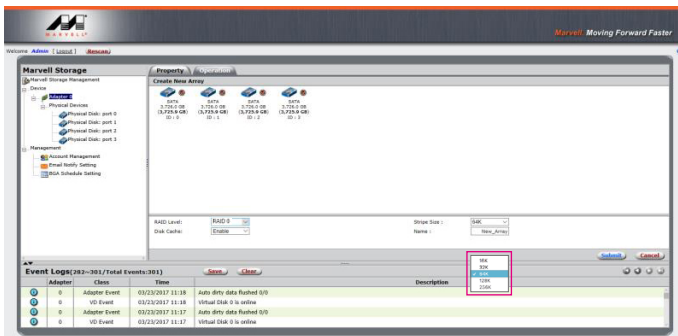 MARVELL
Marvell. Moving Forward Faster
Welcome Admin [ Logout ] Rescan
Marvell Storage
Property Operation
Marvell Storage Management
Device
Adapter 0
Physical Devices
Physical Disk: port 0
Physical Disk: port 1
Physical Disk: port 2
Physical Disk: port 3
Management
Account Management
Email Notify Setting
BGA Schedule Setting
Create New Array
SATA SATA SATA SATA
3,726.0 GB 3,726.0 GB 3,726.0 GB 3,726.0 GB
(3,725.9 GB) (3,725.9 GB) (3,725.9 GB) (3,725.9 GB)
ID : 0 ID : 1 ID : 2 ID : 3
RAID Level: RAID 0 Stripe Size : 64K
Disk Cache: Enable Name : New_Array
16K
32K
64K
128K
256K
Submit Cancel
Event Logs(282~301/Total Events:301) Save Clear
Adapter Class Time Description
0 Adapter Event 03/23/2017 11:18 Auto dirty data flushed 0/0
0 VD Event 03/23/2017 11:18 Virtual Disk 0 is online
0 Adapter Event 03/23/2017 11:17 Auto dirty data flushed 0/0
0 VD Event 03/23/2017 11:17 Virtual Disk 0 is online